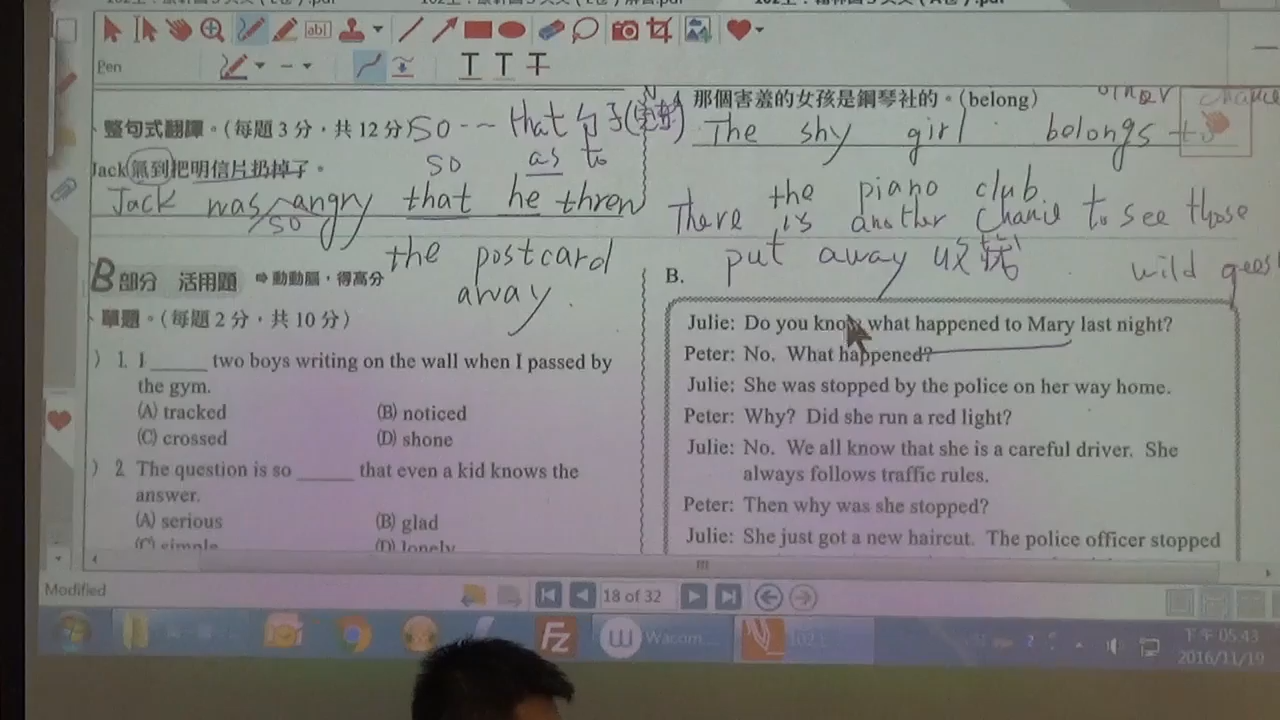 Pen
整句式翻譯。(每題 3 分,共 12 分)
so --- that 句子
so as to
Jack 氣到把明信片扔掉了。
Jack was so angry that he threw
the postcard
away.
B部分 活用題 ⇨動動腦,得高分
單題。(每題 2 分,共 10 分)
) 1. I _____ two boys writing on the wall when I passed by
the gym.
(A) tracked (B) noticed
(C) crossed (D) shone
) 2. The question is so _____ that even a kid knows the
answer.
(A) serious (B) glad
(C) simple (D) lonely
那個害羞的女孩是鋼琴社的。(belong)
The shy girl belongs to
the piano club.
There is another chance to see those
wild geese
put away 收
B.
Julie: Do you know what happened to Mary last night?
Peter: No. What happened?
Julie: She was stopped by the police on her way home.
Peter: Why? Did she run a red light?
Julie: No. We all know that she is a careful driver. She
always follows traffic rules.
Peter: Then why was she stopped?
Julie: She just got a new haircut. The police officer stopped
Modified
18 of 32
Wacom...
下午 05:43
2016/11/19